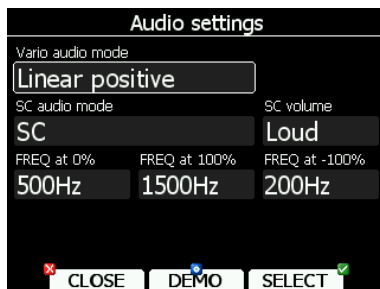 Audio settings
Vario audio mode
Linear positive
SC audio mode SC volume
SC Loud
FREQ at 0% FREQ at 100% FREQ at -100%
500Hz 1500Hz 200Hz
CLOSE DEMO SELECT